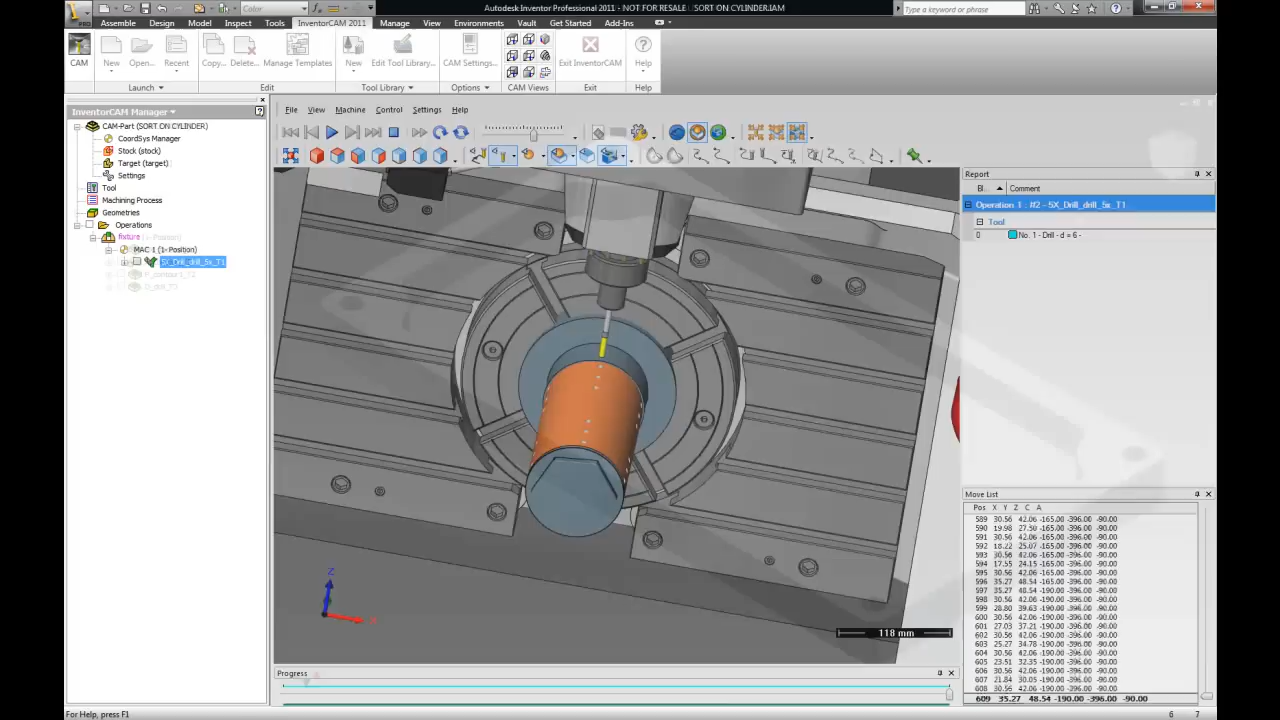 Color
Autodesk Inventor Professional 2011 - NOT FOR RESALE - [SORT ON CYLINDER.IAM
Type a keyword or phrase
PRO
Assemble Design Model Inspect Tools InventorCAM 2011 Manage View Environments Vault Get Started Add-Ins
CAM New Open... Recent Copy... Delete... Manage Templates New Edit Tool Library... CAM Settings... Exit InventorCAM Help
Launch Edit Tool Library Options CAM Views Exit Help
InventorCAM Manager
CAM-Part (SORT ON CYLINDER)
CoordSys Manager
Stock (stock)
Target (target)
Settings
Tool
Machining Process
Geometries
Operations
fixture (1- Position)
MAC 1 (1- Position)
5X_Drill_drill_5x_T1
F_contour1_T2
D_drill_T3
File View Machine Control Settings Help
Z
X
118 mm
Progress
Report
Bl.. Comment
Operation 1 : #2 - 5X_Drill_drill_5x_T1
Tool
0 No. 1 - Drill - d = 6 -
Move List
Pos X Y Z C A
589 30.56 42.06 -165.00 -396.00 -90.00
590 19.98 27.50 -165.00 -396.00 -90.00
591 30.56 42.06 -165.00 -396.00 -90.00
592 18.22 25.07 -165.00 -396.00 -90.00
593 30.56 42.06 -165.00 -396.00 -90.00
594 17.55 24.15 -165.00 -396.00 -90.00
595 30.56 42.06 -165.00 -396.00 -90.00
596 35.27 48.54 -165.00 -396.00 -90.00
597 35.27 48.54 -190.00 -396.00 -90.00
598 30.56 42.06 -190.00 -396.00 -90.00
599 28.80 39.63 -190.00 -396.00 -90.00
600 30.56 42.06 -190.00 -396.00 -90.00
601 27.03 37.21 -190.00 -396.00 -90.00
602 30.56 42.06 -190.00 -396.00 -90.00
603 25.27 34.78 -190.00 -396.00 -90.00
604 30.56 42.06 -190.00 -396.00 -90.00
605 23.51 32.35 -190.00 -396.00 -90.00
606 30.56 42.06 -190.00 -396.00 -90.00
607 21.84 30.05 -190.00 -396.00 -90.00
608 30.56 42.06 -190.00 -396.00 -90.00
609 35.27 48.54 -190.00 -396.00 -90.00
For Help, press F1
6 7